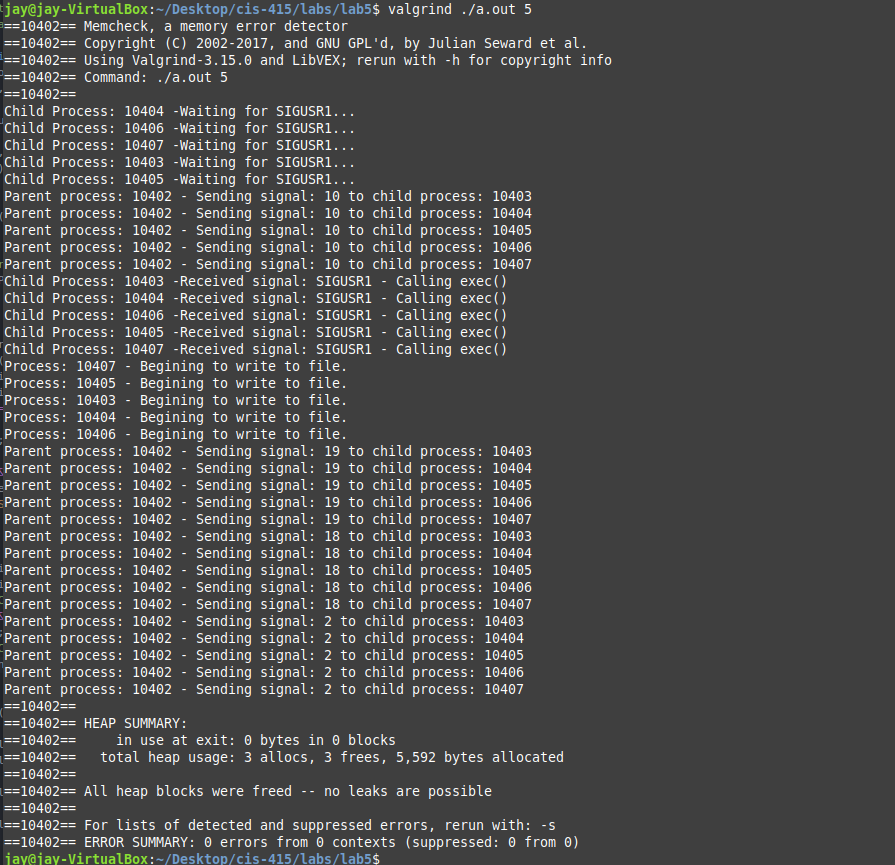 jay@jay-VirtualBox:~/Desktop/cis-415/labs/lab5$ valgrind ./a.out 5
==10402== Memcheck, a memory error detector
==10402== Copyright (C) 2002-2017, and GNU GPL'd, by Julian Seward et al.
==10402== Using Valgrind-3.15.0 and LibVEX; rerun with -h for copyright info
==10402== Command: ./a.out 5
==10402==
Child Process: 10404 -Waiting for SIGUSR1...
Child Process: 10406 -Waiting for SIGUSR1...
Child Process: 10407 -Waiting for SIGUSR1...
Child Process: 10403 -Waiting for SIGUSR1...
Child Process: 10405 -Waiting for SIGUSR1...
Parent process: 10402 - Sending signal: 10 to child process: 10403
Parent process: 10402 - Sending signal: 10 to child process: 10404
Parent process: 10402 - Sending signal: 10 to child process: 10405
Parent process: 10402 - Sending signal: 10 to child process: 10406
Parent process: 10402 - Sending signal: 10 to child process: 10407
Child Process: 10403 -Received signal: SIGUSR1 - Calling exec()
Child Process: 10404 -Received signal: SIGUSR1 - Calling exec()
Child Process: 10406 -Received signal: SIGUSR1 - Calling exec()
Child Process: 10405 -Received signal: SIGUSR1 - Calling exec()
Child Process: 10407 -Received signal: SIGUSR1 - Calling exec()
Process: 10407 - Begining to write to file.
Process: 10405 - Begining to write to file.
Process: 10403 - Begining to write to file.
Process: 10404 - Begining to write to file.
Process: 10406 - Begining to write to file.
Parent process: 10402 - Sending signal: 19 to child process: 10403
Parent process: 10402 - Sending signal: 19 to child process: 10404
Parent process: 10402 - Sending signal: 19 to child process: 10405
Parent process: 10402 - Sending signal: 19 to child process: 10406
Parent process: 10402 - Sending signal: 19 to child process: 10407
Parent process: 10402 - Sending signal: 18 to child process: 10403
Parent process: 10402 - Sending signal: 18 to child process: 10404
Parent process: 10402 - Sending signal: 18 to child process: 10405
Parent process: 10402 - Sending signal: 18 to child process: 10406
Parent process: 10402 - Sending signal: 18 to child process: 10407
Parent process: 10402 - Sending signal: 2 to child process: 10403
Parent process: 10402 - Sending signal: 2 to child process: 10404
Parent process: 10402 - Sending signal: 2 to child process: 10405
Parent process: 10402 - Sending signal: 2 to child process: 10406
Parent process: 10402 - Sending signal: 2 to child process: 10407
==10402==
==10402== HEAP SUMMARY:
==10402==     in use at exit: 0 bytes in 0 blocks
==10402==   total heap usage: 3 allocs, 3 frees, 5,592 bytes allocated
==10402==
==10402== All heap blocks were freed -- no leaks are possible
==10402==
==10402== For lists of detected and suppressed errors, rerun with: -s
==10402== ERROR SUMMARY: 0 errors from 0 contexts (suppressed: 0 from 0)
jay@jay-VirtualBox:~/Desktop/cis-415/labs/lab5$